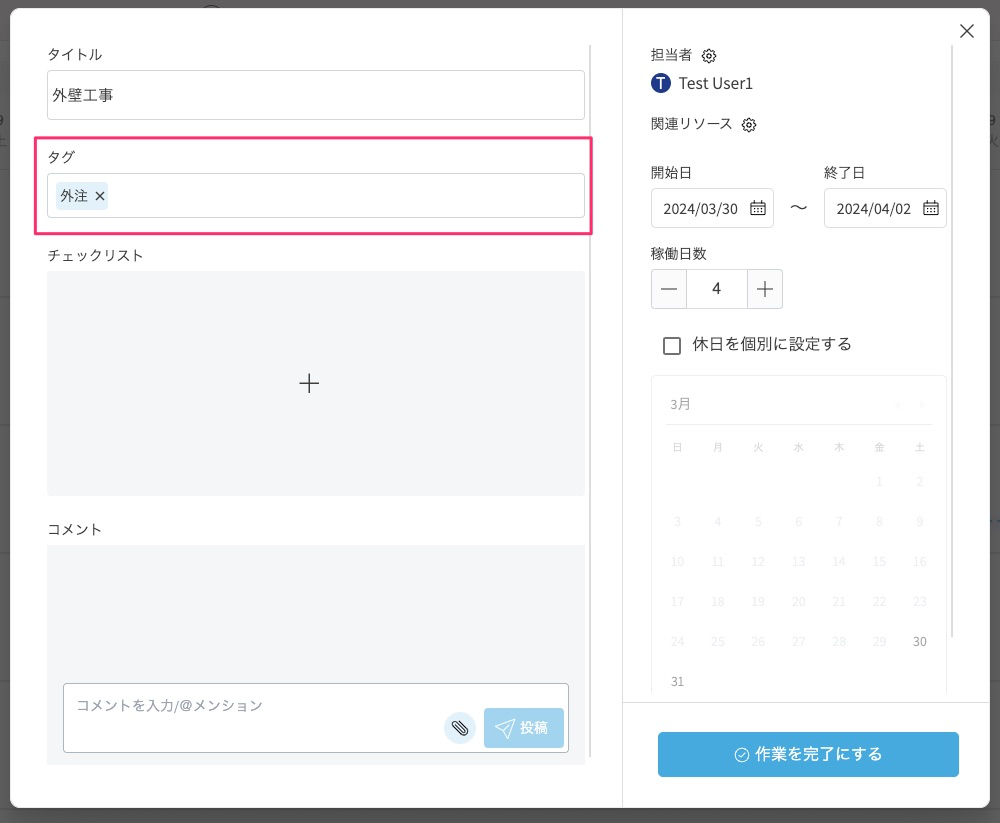 タイトル
外壁工事
タグ
外注 ×
チェックリスト
コメント
コメントを入力/@メンション
投稿
担当者
T Test User1
関連リソース
開始日 終了日
2024/03/30 〜 2024/04/02
稼働日数
4
休日を個別に設定する
3月
日 月 火 水 木 金 土
1 2
3 4 5 6 7 8 9
10 11 12 13 14 15 16
17 18 19 20 21 22 23
24 25 26 27 28 29 30
31
作業を完了にする